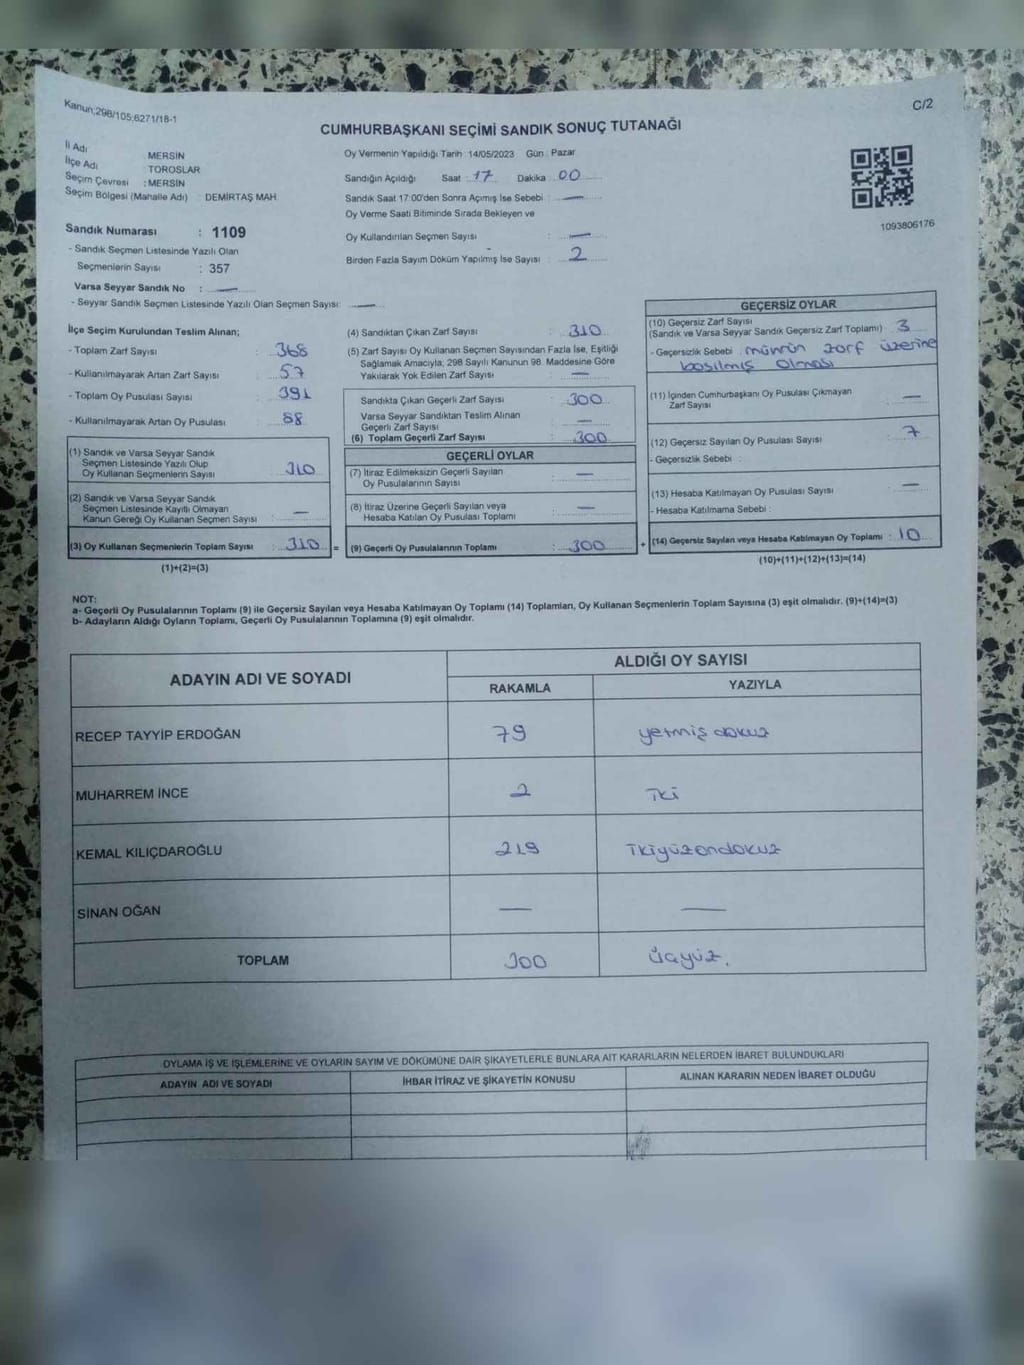 Kanun;298/105;6271/18-1
C/2
CUMHURBAŞKANI SEÇİMİ SANDIK SONUÇ TUTANAĞI
İl Adı MERSİN
İlçe Adı TOROSLAR
Seçim Çevresi : MERSİN
Seçim Bölgesi (Mahalle Adı) : DEMİRTAŞ MAH.
Sandık Numarası : 1109
- Sandık Seçmen Listesinde Yazılı Olan
Seçmenlerin Sayısı : 357
Varsa Seyyar Sandık No : —
- Seyyar Sandık Seçmen Listesinde Yazılı Olan Seçmen Sayısı: —
Oy Vermenin Yapıldığı Tarih :14/05/2023 Gün : Pazar
Sandığın Açıldığı Saat : 17 Dakika : 00
Sandık Saat 17:00'den Sonra Açımış İse Sebebi : —
Oy Verme Saati Bitiminde Sırada Bekleyen ve
Oy Kullandırılan Seçmen Sayısı : —
Birden Fazla Sayım Döküm Yapılmış İse Sayısı : 2
1093806176
İlçe Seçim Kurulundan Teslim Alınan;
- Toplam Zarf Sayısı : 368
- Kullanılmayarak Artan Zarf Sayısı : 57
- Toplam Oy Pusulası Sayısı : 391
- Kullanılmayarak Artan Oy Pusulası : 88
(1) Sandık ve Varsa Seyyar Sandık
Seçmen Listesinde Yazılı Olup
Oy Kullanan Seçmenlerin Sayısı : 310
(2) Sandık ve Varsa Seyyar Sandık
Seçmen Listesinde Kayıtlı Olmayan
Kanun Gereği Oy Kullanan Seçmen Sayısı : —
(3) Oy Kullanan Seçmenlerin Toplam Sayısı : 310 =
(1)+(2)=(3)
(4) Sandıktan Çıkan Zarf Sayısı : 310
(5) Zarf Sayısı Oy Kullanan Seçmen Sayısından Fazla İse, Eşitliği
Sağlamak Amacıyla; 298 Sayılı Kanunun 98. Maddesine Göre
Yakılarak Yok Edilen Zarf Sayısı : —
Sandıkta Çıkan Geçerli Zarf Sayısı : 300
Varsa Seyyar Sandıktan Teslim Alınan
Geçerli Zarf Sayısı : —
(6) Toplam Geçerli Zarf Sayısı : 300
GEÇERLİ OYLAR
(7) İtiraz Edilmeksizin Geçerli Sayılan
Oy Pusulalarının Sayısı : —
(8) İtiraz Üzerine Geçerli Sayılan veya
Hesaba Katılan Oy Pusulası Toplamı : —
(9) Geçerli Oy Pusulalarının Toplamı : 300 +
GEÇERSİZ OYLAR
(10) Geçersiz Zarf Sayısı
(Sandık ve Varsa Seyyar Sandık Geçersiz Zarf Toplamı) : 3
- Geçersizlik Sebebi : mührün zarf üzerine
basılmış olması
(11) İçinden Cumhurbaşkanı Oy Pusulası Çıkmayan
Zarf Sayısı : —
(12) Geçersiz Sayılan Oy Pusulası Sayısı : 7
- Geçersizlik Sebebi :
(13) Hesaba Katılmayan Oy Pusulası Sayısı : —
- Hesaba Katılmama Sebebi :
(14) Geçersiz Sayılan veya Hesaba Katılmayan Oy Toplamı : 10
(10)+(11)+(12)+(13)=(14)
NOT:
a- Geçerli Oy Pusulalarının Toplamı (9) ile Geçersiz Sayılan veya Hesaba Katılmayan Oy Toplamı (14) Toplamları, Oy Kullanan Seçmenlerin Toplam Sayısına (3) eşit olmalıdır. (9)+(14)=(3)
b- Adayların Aldığı Oyların Toplamı, Geçerli Oy Pusulalarının Toplamına (9) eşit olmalıdır.
ADAYIN ADI VE SOYADI ALDIĞI OY SAYISI
RAKAMLA YAZIYLA
RECEP TAYYİP ERDOĞAN 79 yetmiş dokuz
MUHARREM İNCE 2 iki
KEMAL KILIÇDAROĞLU 219 ikiyüzondokuz
SİNAN OĞAN — —
TOPLAM 300 üçyüz.
OYLAMA İŞ VE İŞLEMLERİNE VE OYLARIN SAYIM VE DÖKÜMÜNE DAİR ŞİKAYETLERLE BUNLARA AİT KARARLARIN NELERDEN İBARET BULUNDUKLARI
ADAYIN ADI VE SOYADI İHBAR İTİRAZ VE ŞİKAYETİN KONUSU ALINAN KARARIN NEDEN İBARET OLDUĞU